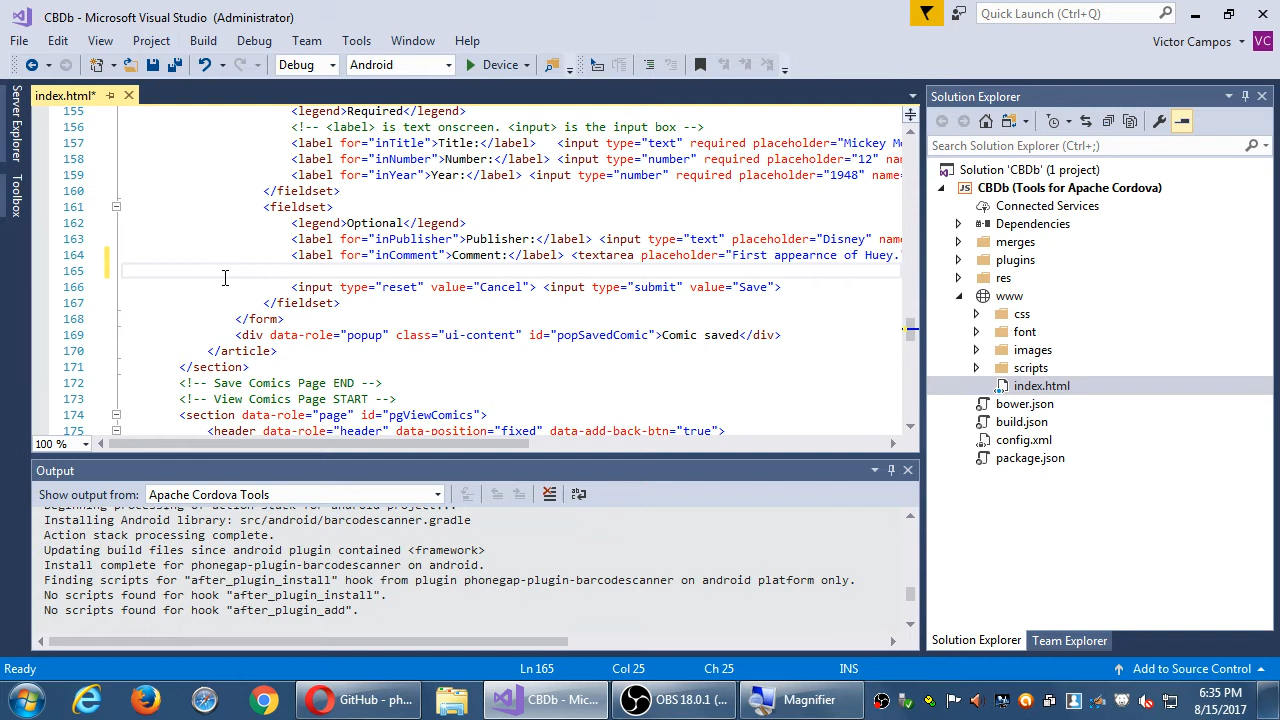 CBDb - Microsoft Visual Studio (Administrator)
Quick Launch (Ctrl+Q)
File Edit View Project Build Debug Team Tools Window Help
Victor Campos VC
Debug Android Device
index.html*
Server Explorer
Toolbox
155 <legend>Required</legend>
156 <!-- <label> is text onscreen. <input> is the input box -->
157 <label for="inTitle">Title:</label> <input type="text" required placeholder="Mickey Mo
158 <label for="inNumber">Number:</label> <input type="number" required placeholder="12" nam
159 <label for="inYear">Year:</label> <input type="number" required placeholder="1948" name=
160 </fieldset>
161 <fieldset>
162 <legend>Optional</legend>
163 <label for="inPublisher">Publisher:</label> <input type="text" placeholder="Disney" name
164 <label for="inComment">Comment:</label> <textarea placeholder="First appearnce of Huey."
165
166 <input type="reset" value="Cancel"> <input type="submit" value="Save">
167 </fieldset>
168 </form>
169 <div data-role="popup" class="ui-content" id="popSavedComic">Comic saved</div>
170 </article>
171 </section>
172 <!-- Save Comics Page END -->
173 <!-- View Comics Page START -->
174 <section data-role="page" id="pgViewComics">
175 <header data-role="header" data-position="fixed" data-add-back-btn="true">
100 %
Output
Show output from: Apache Cordova Tools
Beginning processing of action stack for android project...
Installing Android library: src/android/barcodescanner.gradle
Action stack processing complete.
Updating build files since android plugin contained <framework>
Install complete for phonegap-plugin-barcodescanner on android.
Finding scripts for "after_plugin_install" hook from plugin phonegap-plugin-barcodescanner on android platform only.
No scripts found for hook "after_plugin_install".
No scripts found for hook "after_plugin_add".
Solution Explorer
Search Solution Explorer (Ctrl+;)
Solution 'CBDb' (1 project)
JS CBDb (Tools for Apache Cordova)
Connected Services
Dependencies
merges
plugins
res
www
css
font
images
scripts
index.html
bower.json
build.json
config.xml
package.json
Solution Explorer Team Explorer
Ready Ln 165 Col 25 Ch 25 INS Add to Source Control
GitHub - ph... CBDb - Mic... OBS 18.0.1 (... Magnifier
6:35 PM
8/15/2017